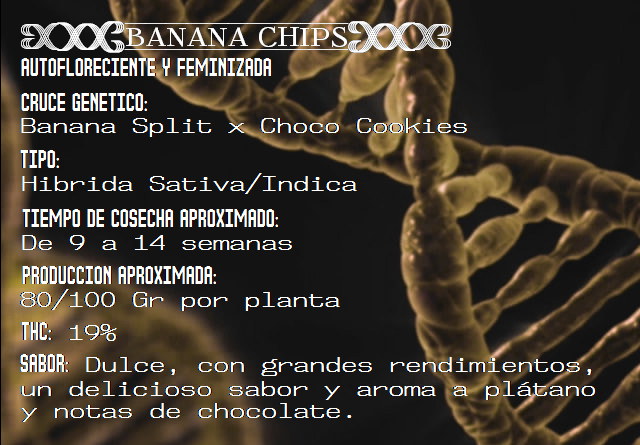 BANANA CHIPS
AUTOFLORECIENTE Y FEMINIZADA
CRUCE GENETICO:
Banana Split x Choco Cookies
TIPO:
Hibrida Sativa/Indica
TIEMPO DE COSECHA APROXIMADO:
De 9 a 14 semanas
PRODUCCION APROXIMADA:
80/100 Gr por planta
THC: 19%
SABOR: Dulce, con grandes rendimientos,
un delicioso sabor y aroma a plátano
y notas de chocolate.